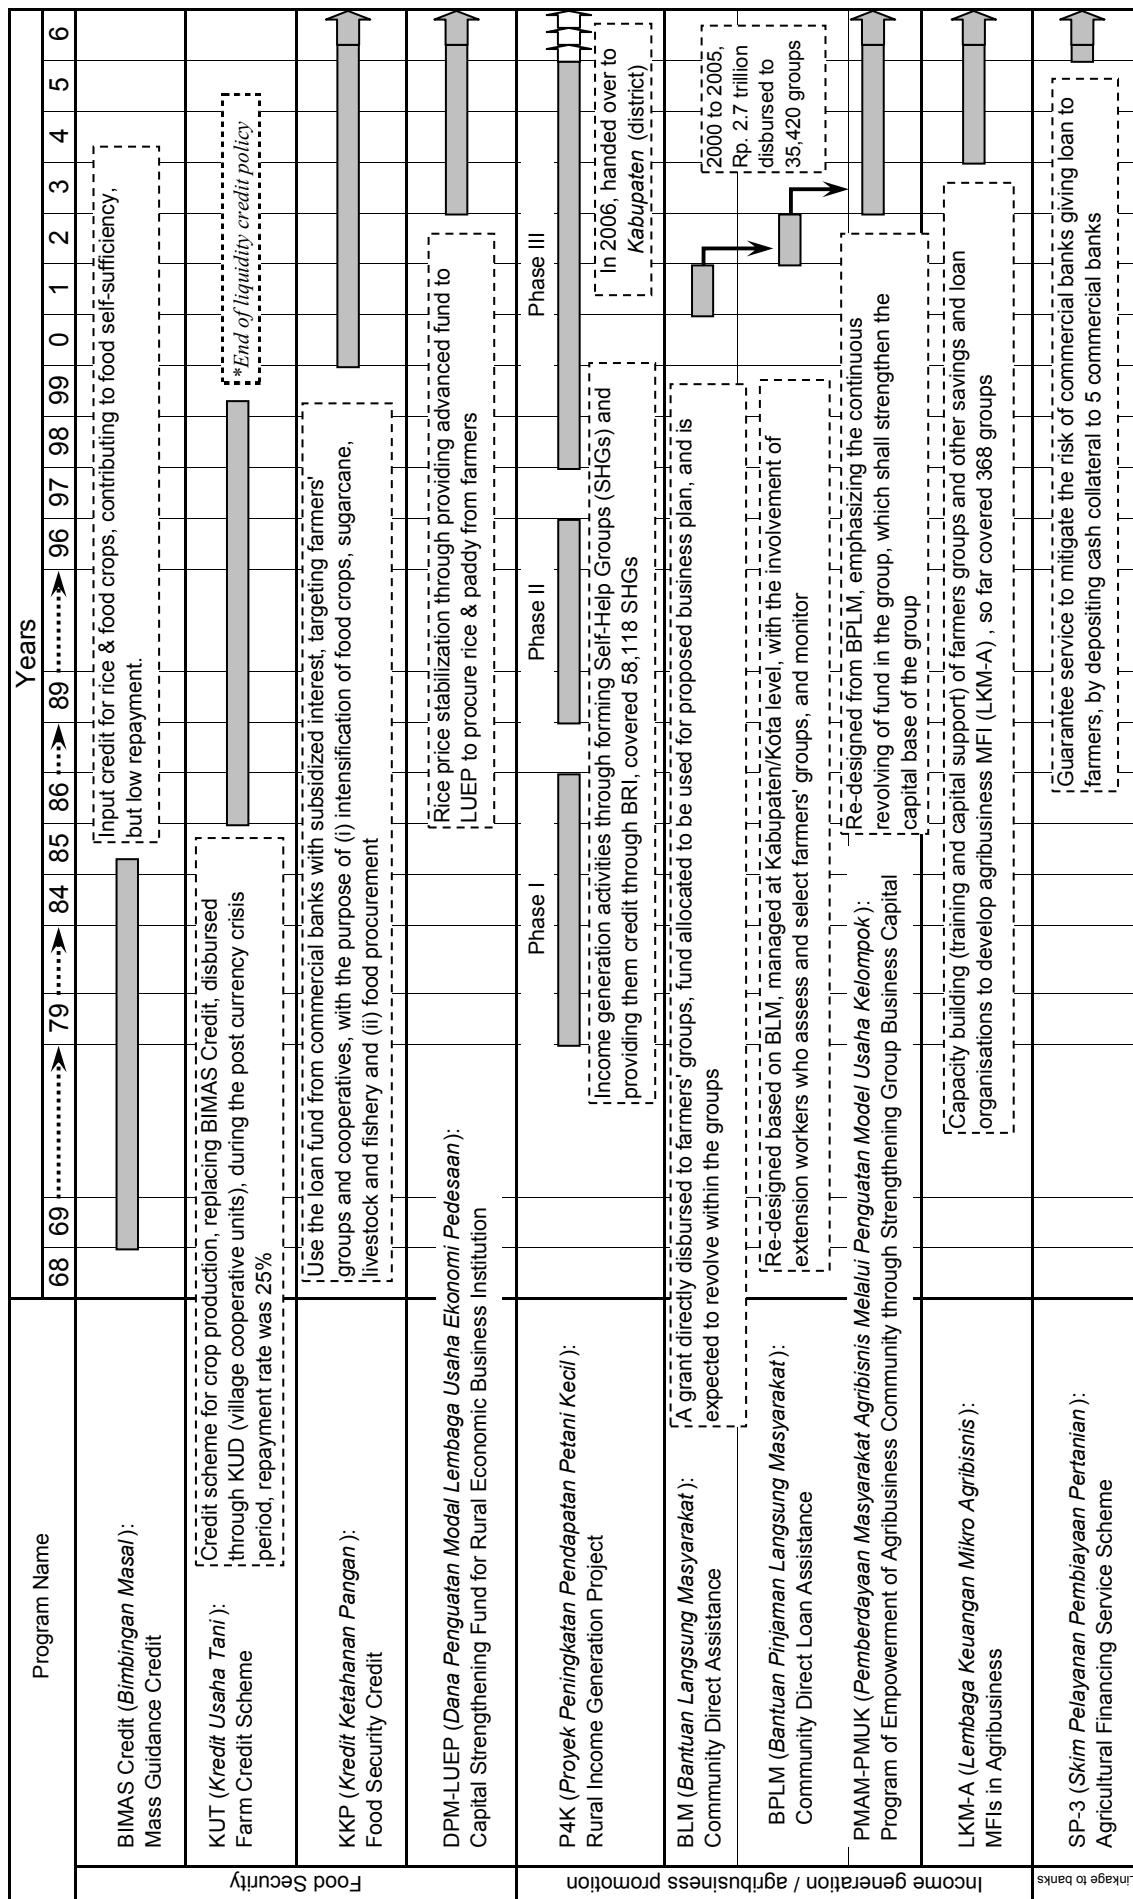 Program Name
Years
68
69
79
84
85
86
86
89
96
97
98
99
0
1
2
3
4
5
6
Food Security
BIMAS Credit (Bimbingan Masal):
Mass Guidance Credit
Input credit for rice & food crops, contributing to food self-sufficiency,
but low repayment.
KUT (Kredit Usaha Tani):
Farm Credit Scheme
Credit scheme for crop production, replacing BIMAS Credit, disbursed
through KUD (village cooperative units), during the post currency crisis
period, repayment rate was 25%
*End of liquidity credit policy
KKP (Kredit Ketahanan Pangan):
Food Security Credit
Use the loan fund from commercial banks with subsidized interest, targeting farmers'
groups and cooperatives, with the purpose of (i) intensification of food crops, sugarcane,
livestock and fishery and (ii) food procurement
DPM-LUEP (Dana Penguatan Modal Lembaga Usaha Ekonomi Pedesaan):
Capital Strengthening Fund for Rural Economic Business Institution
Rice price stabilization through providing advanced fund to
LUEP to procure rice & paddy from farmers
Income generation / agribusiness promotion
P4K (Proyek Peningkatan Pendapatan Petani Kecil):
Rural Income Generation Project
Phase I
Phase II
Phase III
Income generation activities through forming Self-Help Groups (SHGs) and
providing them credit through BRI, covered 58,118 SHGs
In 2006, handed over to
Kabupaten (district)
BLM (Bantuan Langsung Masyarakat):
Community Direct Assistance
A grant directly disbursed to farmers' groups, fund allocated to be used for proposed business plan, and is
expected to revolve within the groups
2000 to 2005,
Rp. 2.7 trillion
disbursed to
35,420 groups
BPLM (Bantuan Pinjaman Langsung Masyarakat):
Community Direct Loan Assistance
Re-designed based on BLM, managed at Kabupaten/Kota level, with the involvement of
extension workers who assess and select farmers' groups, and monitor
PMAM-PMUK (Pemberdayaan Masyarakat Agribisnis Melalui Penguatan Model Usaha Kelompok):
Program of Empowerment of Agribusiness Community through Strengthening Group Business Capital
Re-designed from BPLM, emphasizing the continuous
revolving of fund in the group, which shall strengthen the
capital base of the group
LKM-A (Lembaga Keuangan Mikro Agribisnis):
MFIs in Agribusiness
Capacity building (training and capital support) of farmers groups and other savings and loan
organisations to develop agribusiness MFI (LKM-A) , so far covered 368 groups
Linkage to banks
SP-3 (Skim Pelayanan Pembiayaan Pertanian):
Agricultural Financing Service Scheme
Guarantee service to mitigate the risk of commercial banks giving loan to
farmers, by depositing cash collateral to 5 commercial banks